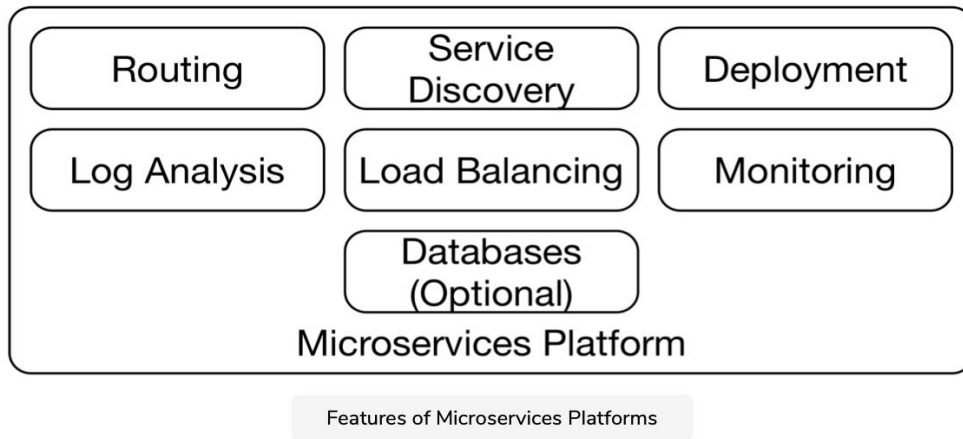 Routing
Service
Discovery
Deployment
Log Analysis
Load Balancing
Monitoring
Databases
(Optional)
Microservices Platform
Features of Microservices Platforms